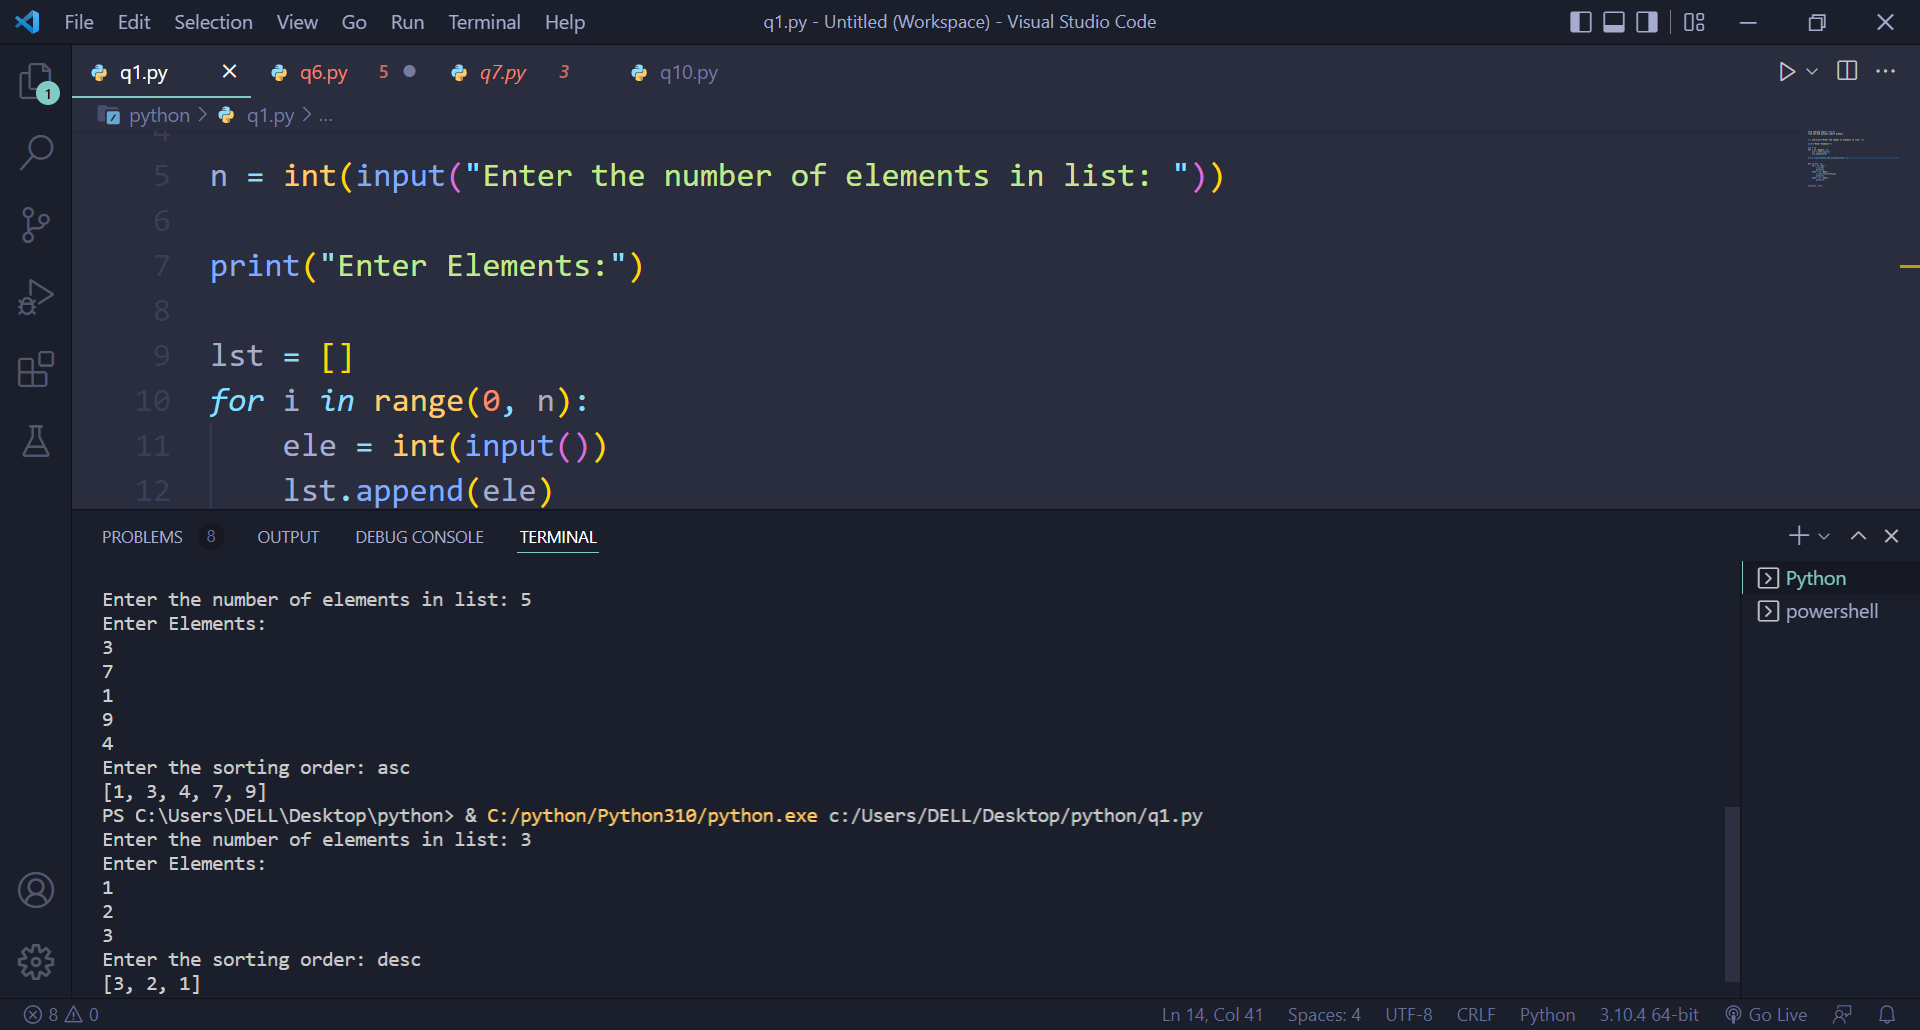 File Edit Selection View Go Run Terminal Help
q1.py - Untitled (Workspace) - Visual Studio Code
1
q1.py
q6.py 5
q7.py 3
q10.py
python > q1.py > ...
4
5 n = int(input("Enter the number of elements in list: "))
6
7 print("Enter Elements:")
8
9 lst = []
10 for i in range(0, n):
11 ele = int(input())
12 lst.append(ele)
PROBLEMS 8 OUTPUT DEBUG CONSOLE TERMINAL
Python
powershell
Enter the number of elements in list: 5
Enter Elements:
3
7
1
9
4
Enter the sorting order: asc
[1, 3, 4, 7, 9]
PS C:\Users\DELL\Desktop\python> & C:/python/Python310/python.exe c:/Users/DELL/Desktop/python/q1.py
Enter the number of elements in list: 3
Enter Elements:
1
2
3
Enter the sorting order: desc
[3, 2, 1]
8 0
Ln 14, Col 41 Spaces: 4 UTF-8 CRLF Python 3.10.4 64-bit Go Live